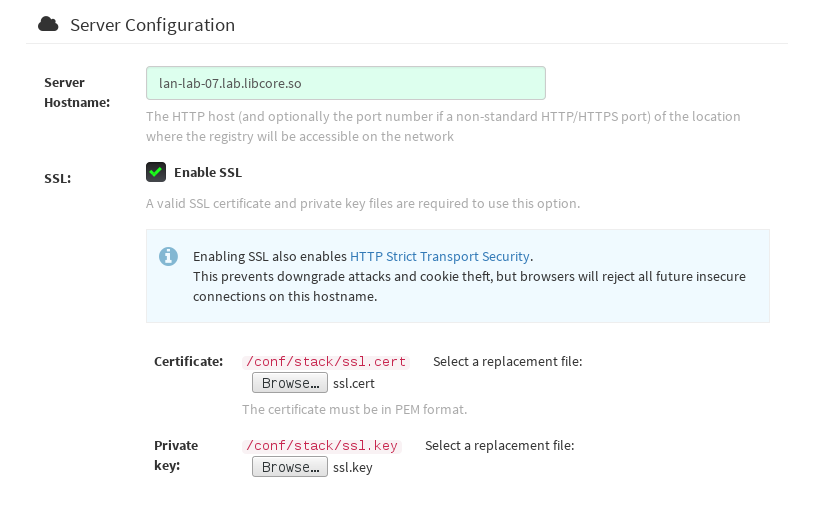 Server Configuration
Server Hostname:
lan-lab-07.lab.libcore.so
The HTTP host (and optionally the port number if a non-standard HTTP/HTTPS port) of the location
where the registry will be accessible on the network
SSL:
Enable SSL
A valid SSL certificate and private key files are required to use this option.
Enabling SSL also enables HTTP Strict Transport Security.
This prevents downgrade attacks and cookie theft, but browsers will reject all future insecure
connections on this hostname.
Certificate: /conf/stack/ssl.cert Select a replacement file:
Browse… ssl.cert
The certificate must be in PEM format.
Private key: /conf/stack/ssl.key Select a replacement file:
Browse… ssl.key